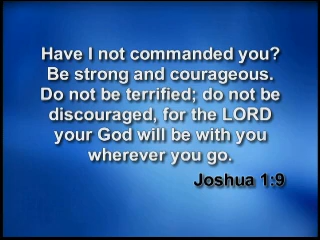 Have I not commanded you?
Be strong and courageous.
Do not be terrified; do not be
discouraged, for the LORD
your God will be with you
wherever you go.
Joshua 1:9